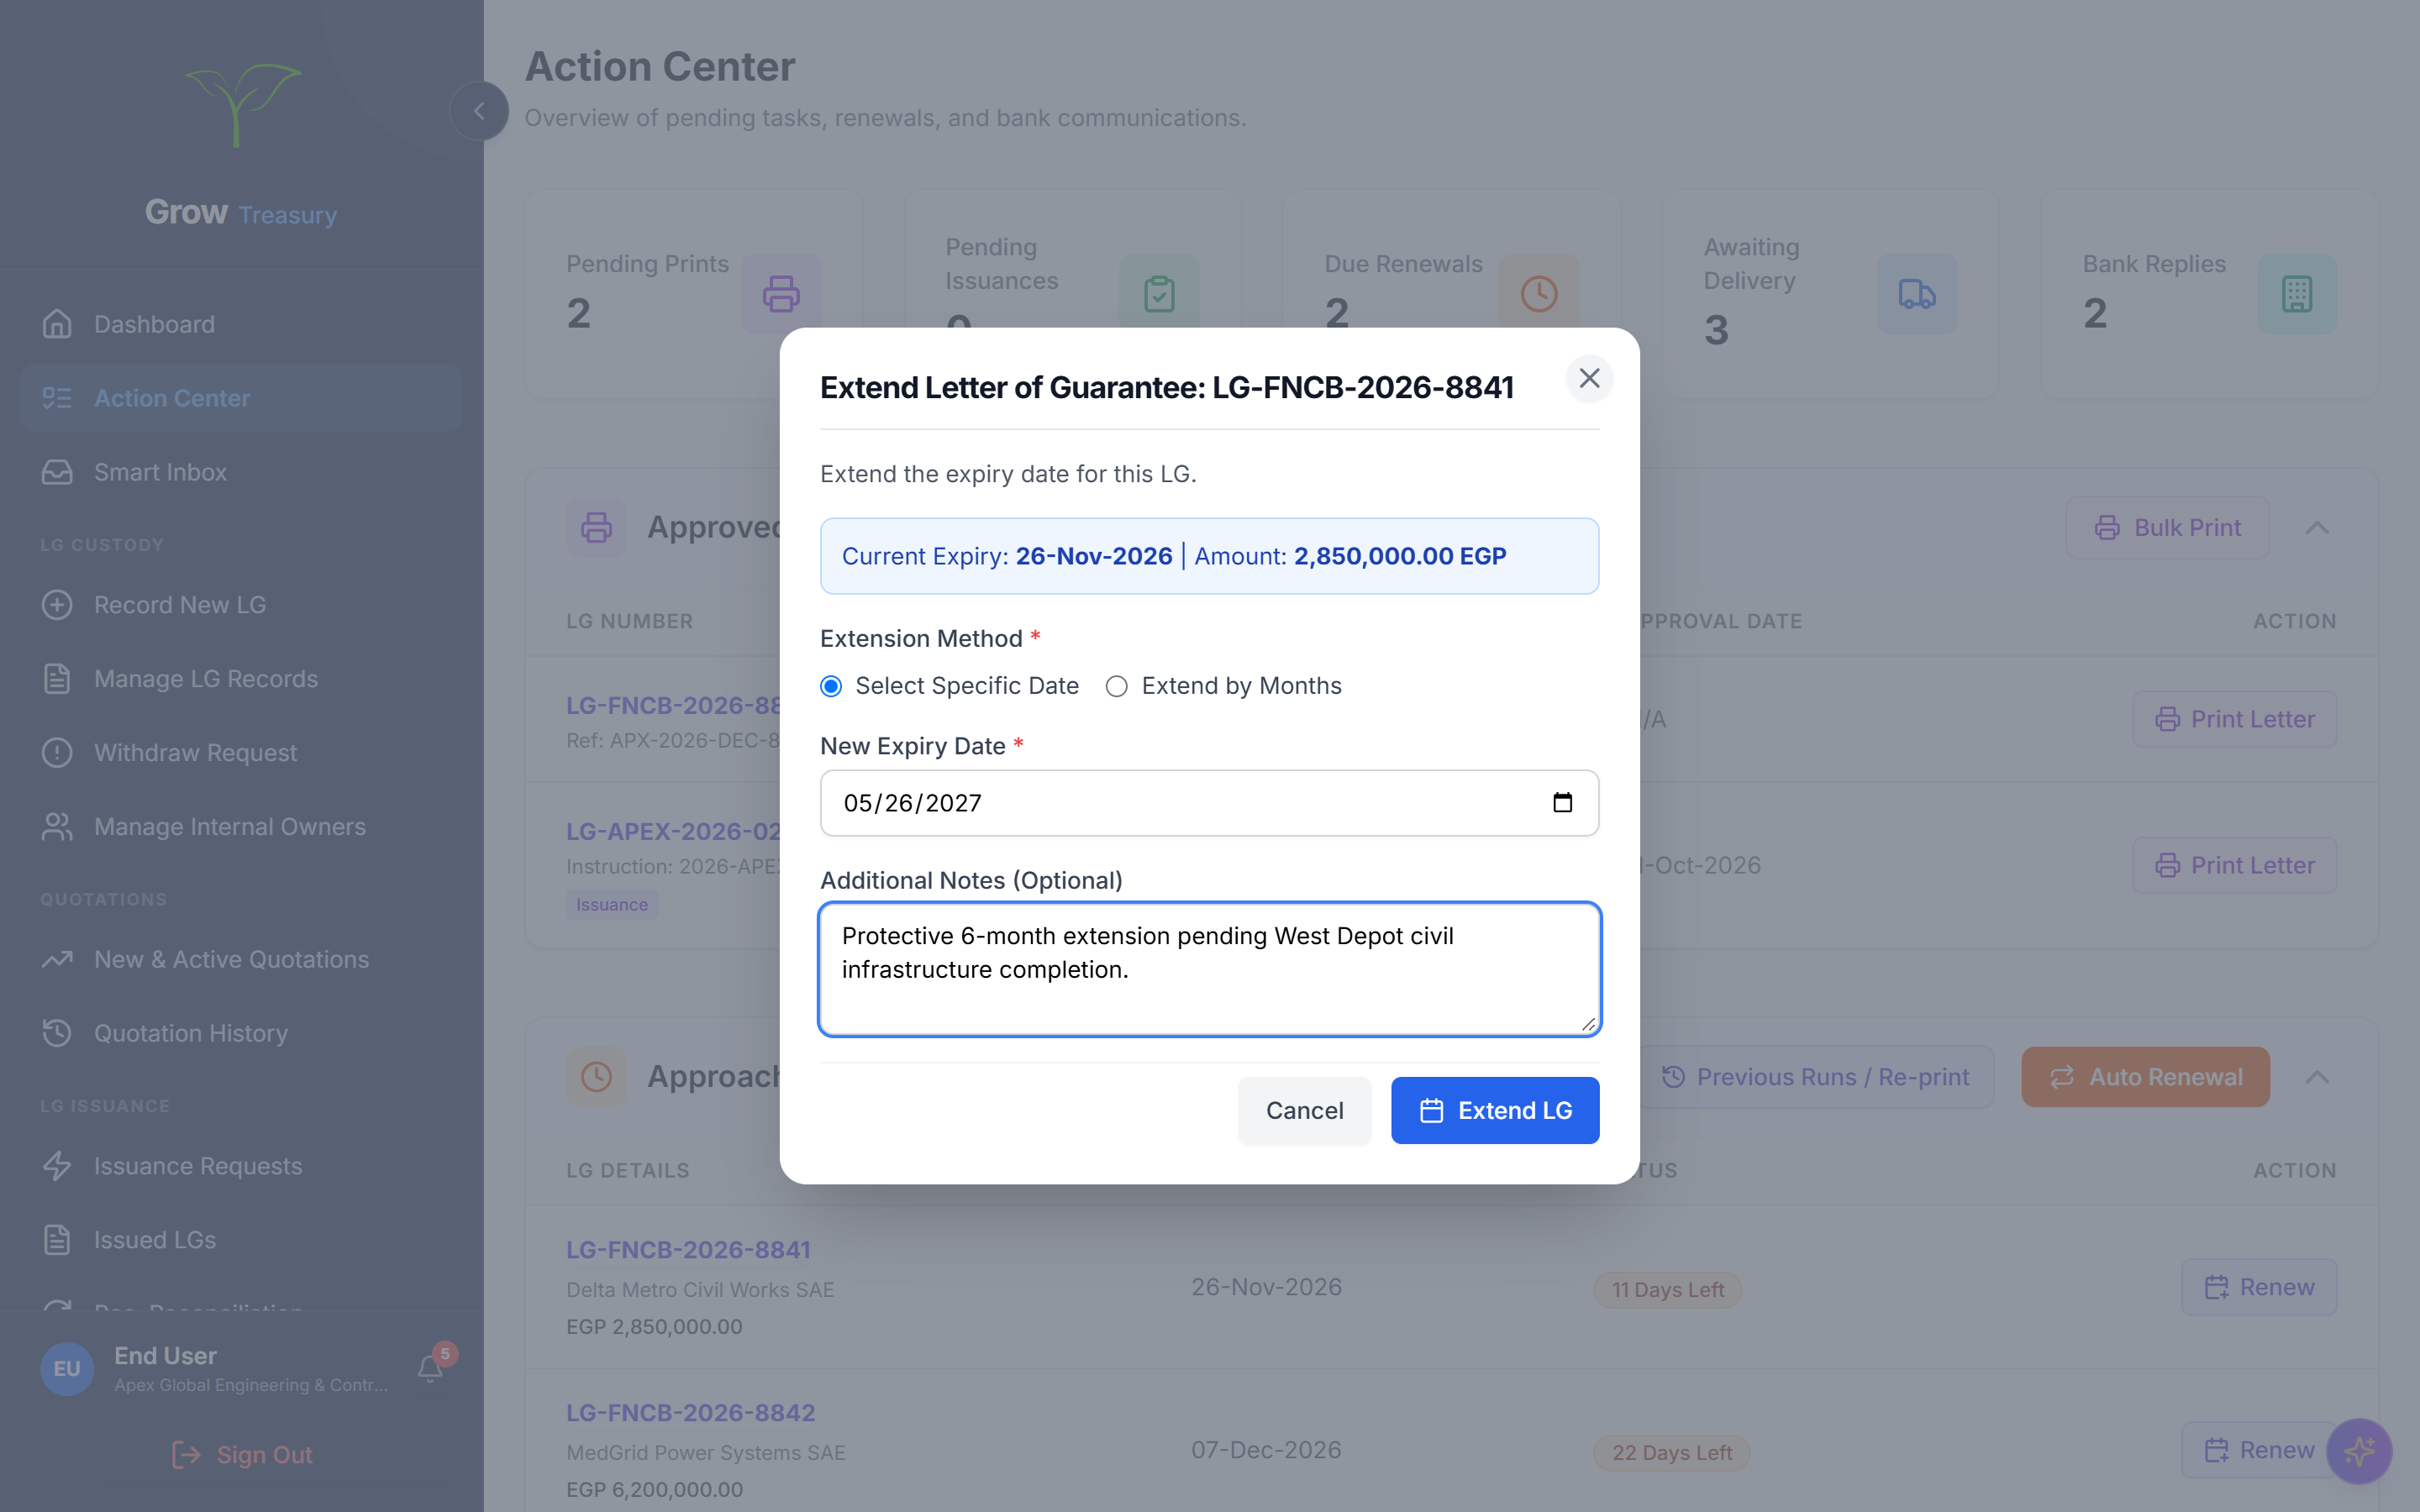 Grow Treasury
Dashboard
Action Center
Smart Inbox
LG CUSTODY
Record New LG
Manage LG Records
Withdraw Request
Manage Internal Owners
QUOTATIONS
New & Active Quotations
Quotation History
LG ISSUANCE
Issuance Requests
Issued LGs
EU
End User
Apex Global Engineering & Contr...
5
Sign Out
Action Center
Overview of pending tasks, renewals, and bank communications.
Pending Prints
2
Pending
Issuances
0
Due Renewals
2
Awaiting
Delivery
3
Bank Replies
2
Approved
Bulk Print
LG NUMBER
PPROVAL DATE
ACTION
LG-FNCB-2026-88
Ref: APX-2026-DEC-8
/A
Print Letter
LG-APEX-2026-02
Instruction: 2026-APEX
Issuance
-Oct-2026
Print Letter
Approach
Previous Runs / Re-print
Auto Renewal
LG DETAILS
TUS
ACTION
LG-FNCB-2026-8841
Delta Metro Civil Works SAE
EGP 2,850,000.00
26-Nov-2026
11 Days Left
Renew
LG-FNCB-2026-8842
MedGrid Power Systems SAE
EGP 6,200,000.00
07-Dec-2026
22 Days Left
Renew
Extend Letter of Guarantee: LG-FNCB-2026-8841
Extend the expiry date for this LG.
Current Expiry: 26-Nov-2026 | Amount: 2,850,000.00 EGP
Extension Method *
Select Specific Date
Extend by Months
New Expiry Date *
05/26/2027
Additional Notes (Optional)
Protective 6-month extension pending West Depot civil
infrastructure completion.
Cancel
Extend LG